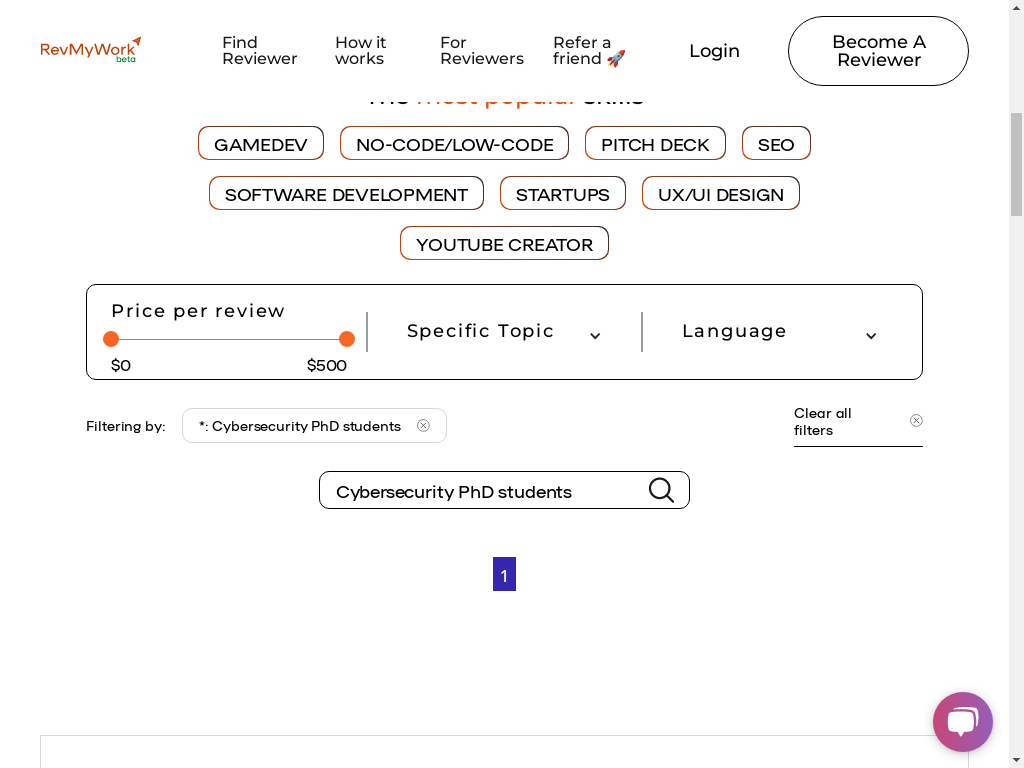 RevMyWork
beta
Find
Reviewer
How it
works
For
Reviewers
Refer a
friend 🚀
Login
Become A
Reviewer
The most popular skills
GAMEDEV
NO-CODE/LOW-CODE
PITCH DECK
SEO
SOFTWARE DEVELOPMENT
STARTUPS
UX/UI DESIGN
YOUTUBE CREATOR
Price per review
$0
$500
Specific Topic
Language
Filtering by:
*: Cybersecurity PhD students
Clear all
filters
Cybersecurity PhD students
1